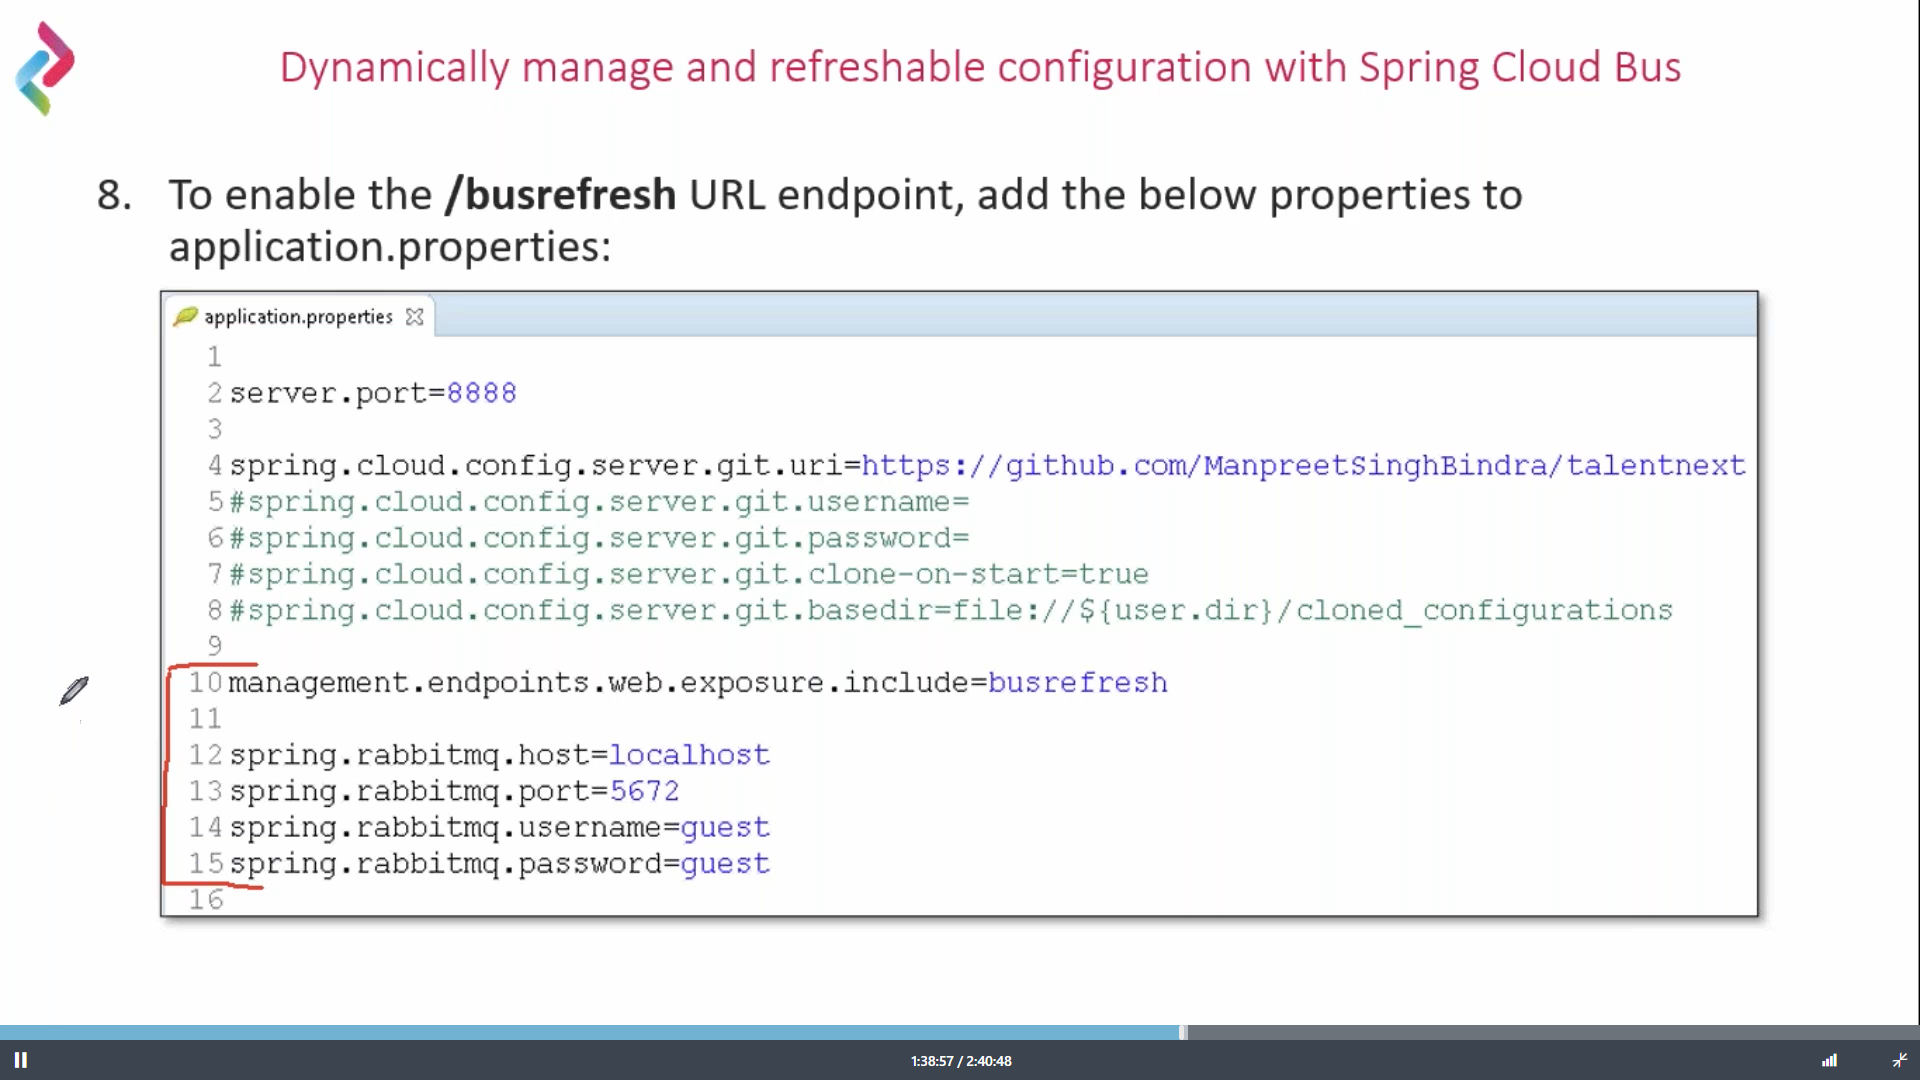 Dynamically manage and refreshable configuration with Spring Cloud Bus
8. To enable the /busrefresh URL endpoint, add the below properties to
application.properties:
application.properties
1
2 server.port=8888
3
4 spring.cloud.config.server.git.uri=https://github.com/ManpreetSinghBindra/talentnext
5 #spring.cloud.config.server.git.username=
6 #spring.cloud.config.server.git.password=
7 #spring.cloud.config.server.git.clone-on-start=true
8 #spring.cloud.config.server.git.basedir=file://${user.dir}/cloned_configurations
9
10 management.endpoints.web.exposure.include=busrefresh
11
12 spring.rabbitmq.host=localhost
13 spring.rabbitmq.port=5672
14 spring.rabbitmq.username=guest
15 spring.rabbitmq.password=guest
16
1:38:57 / 2:40:48